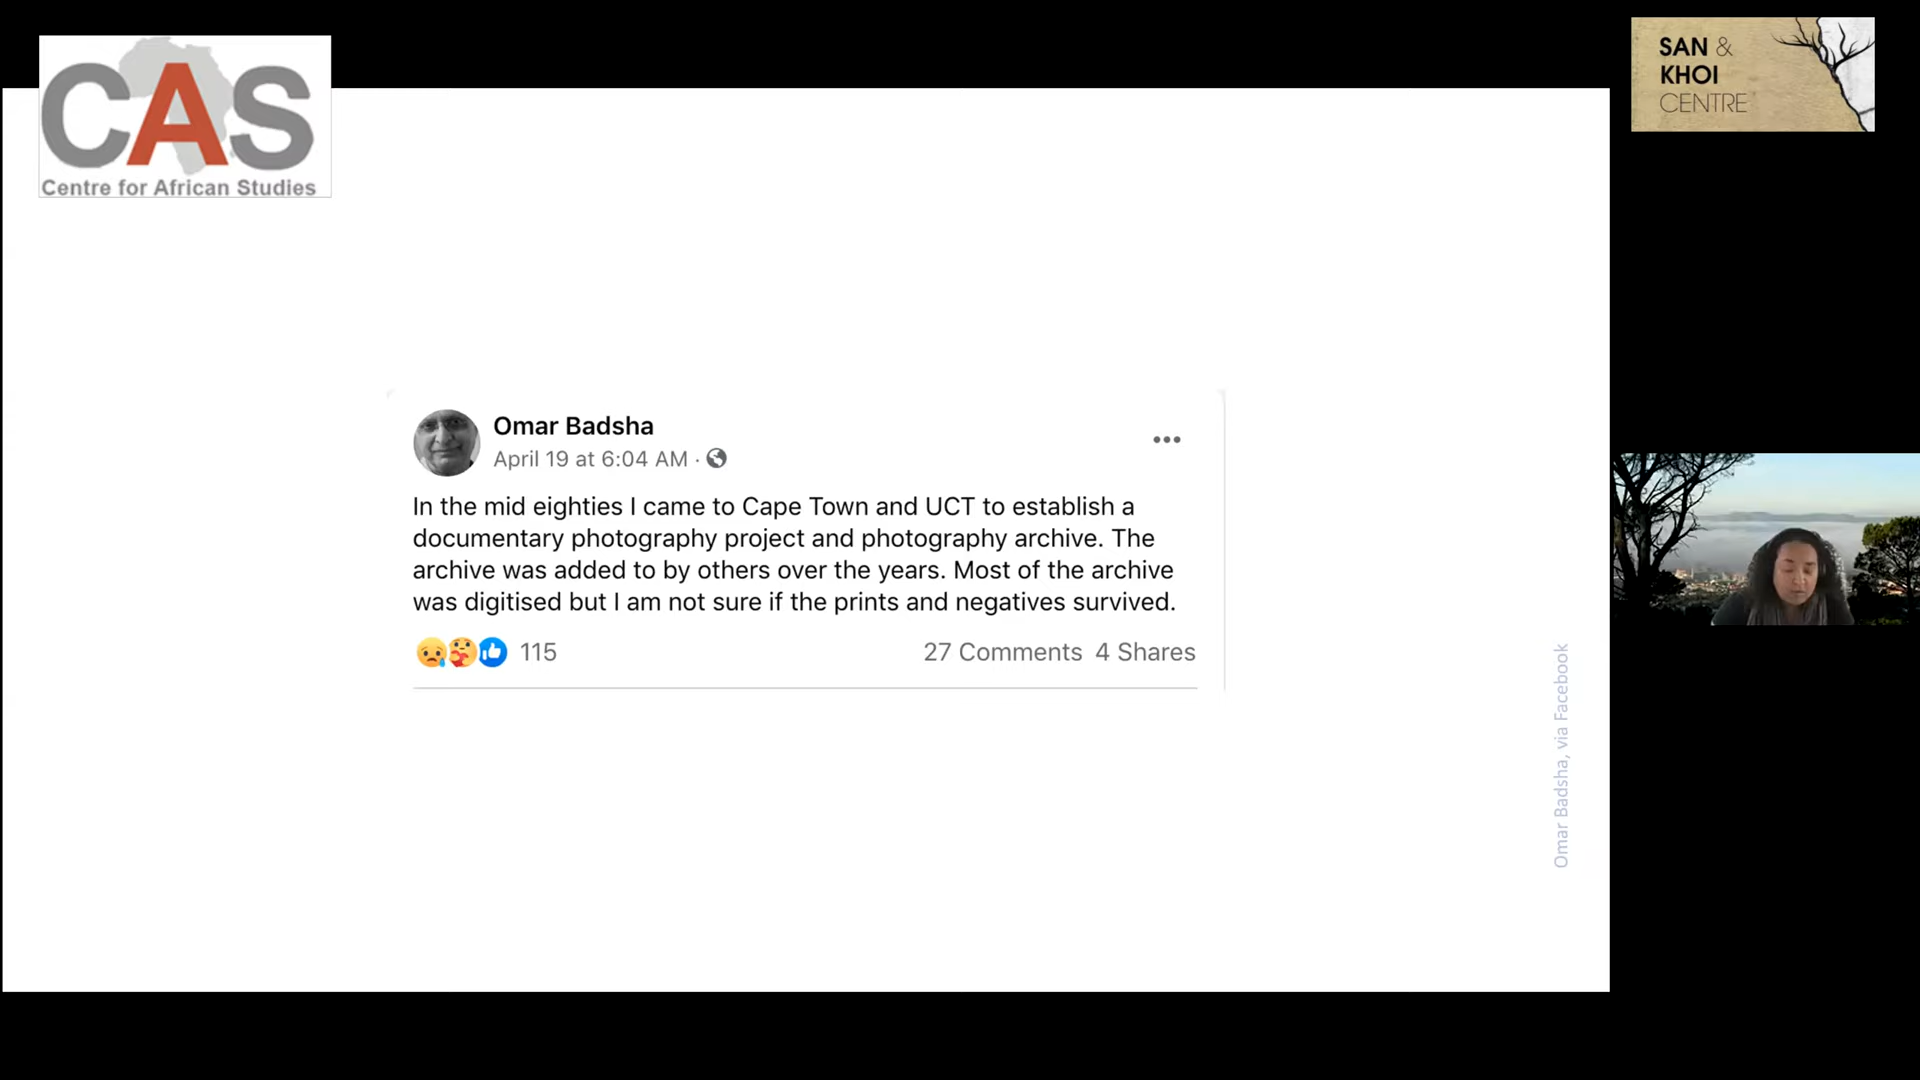 CAS
Centre for African Studies
SAN &
KHOI
CENTRE
Omar Badsha
April 19 at 6:04 AM ·
In the mid eighties I came to Cape Town and UCT to establish a
documentary photography project and photography archive. The
archive was added to by others over the years. Most of the archive
was digitised but I am not sure if the prints and negatives survived.
115
27 Comments 4 Shares
Omar Badsha, via Facebook